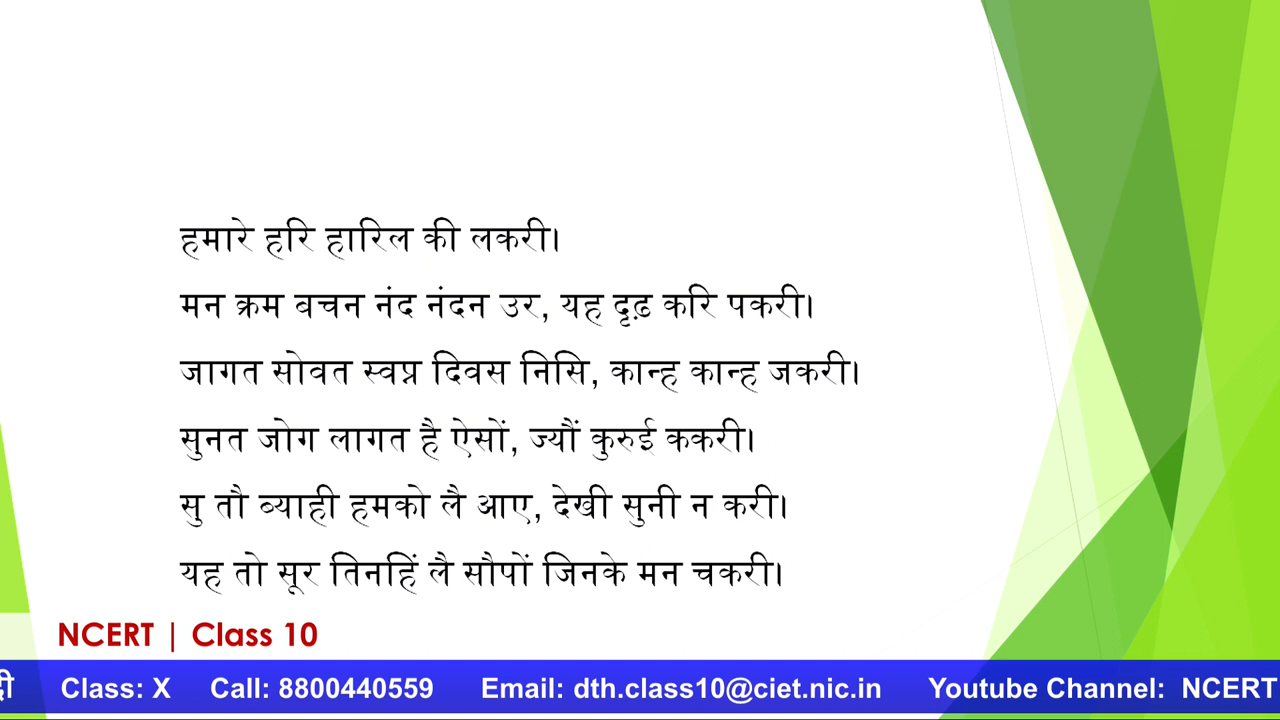 हमारे हरि हारिल की लकरी।
मन क्रम बचन नंद नंदन उर, यह दृढ़ करि पकरी।
जागत सोवत स्वप्न दिवस निसि, कान्ह कान्ह जकरी।
सुनत जोग लागत है ऐसों, ज्यौं कुरुई ककरी।
सु तौ ब्याही हमको लै आए, देखी सुनी न करी।
यह तो सूर तिनहिं लै सौपों जिनके मन चकरी।
NCERT | Class 10
Class: X Call: 8800440559 Email: dth.class10@ciet.nic.in Youtube Channel: NCERT